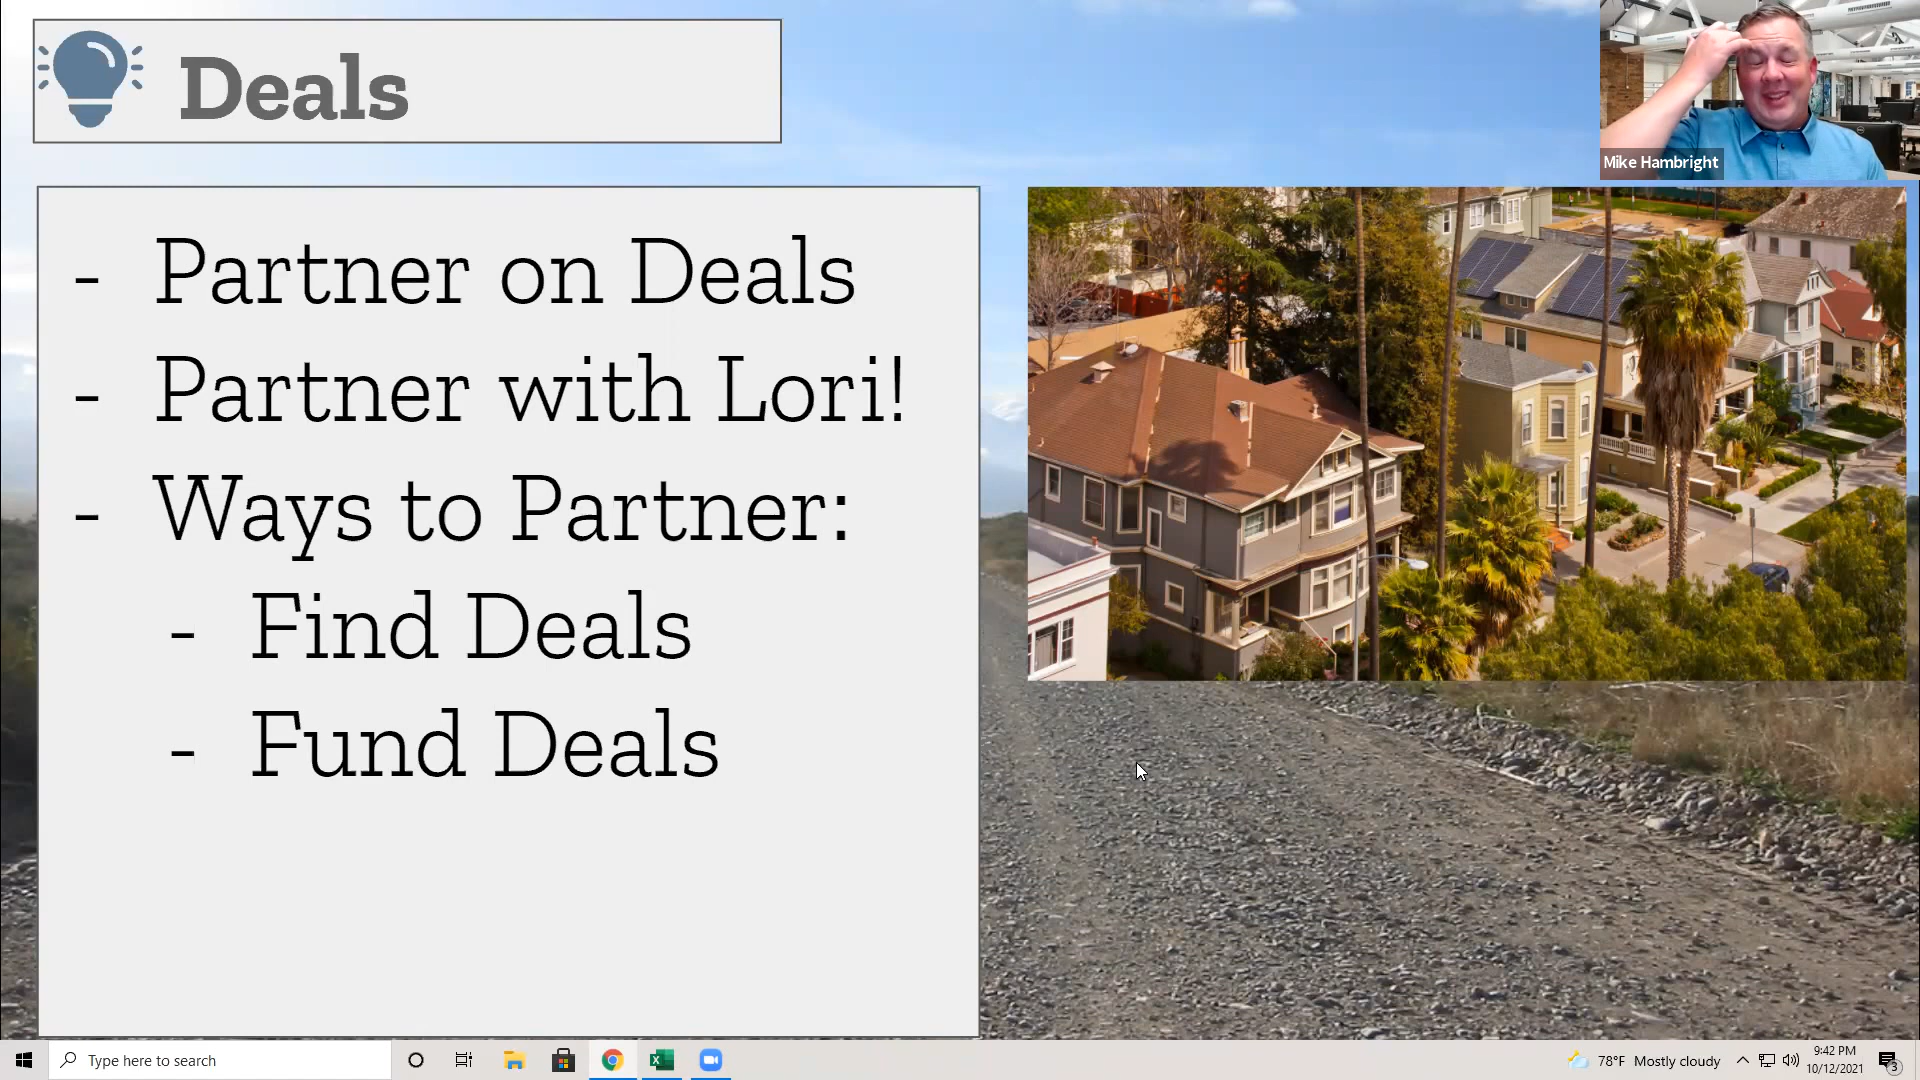 Deals
Mike Hambright
- Partner on Deals
- Partner with Lori!
- Ways to Partner:
- Find Deals
- Fund Deals
Type here to search
78°F Mostly cloudy
9:42 PM
10/12/2021
3